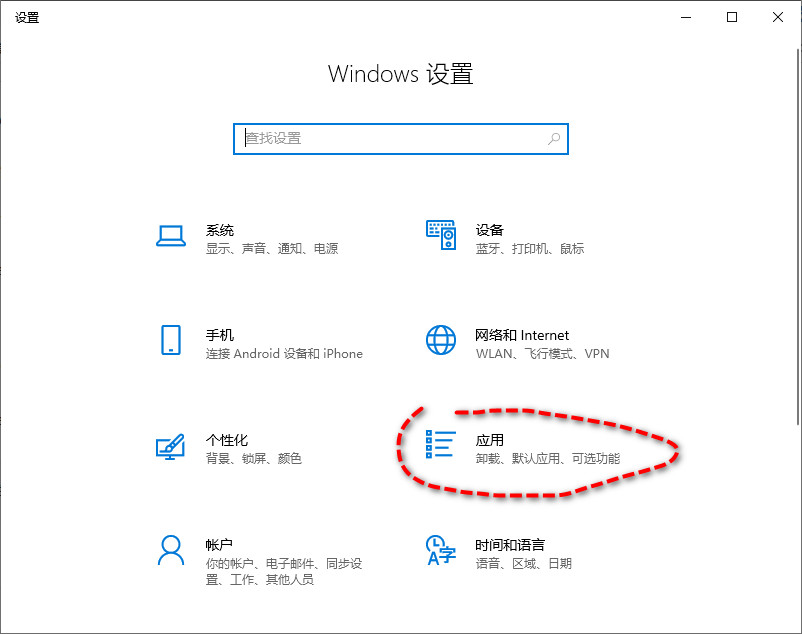 设置
Windows 设置
查找设置
系统
显示、声音、通知、电源
设备
蓝牙、打印机、鼠标
手机
连接 Android 设备和 iPhone
网络和 Internet
WLAN、飞行模式、VPN
个性化
背景、锁屏、颜色
应用
卸载、默认应用、可选功能
帐户
你的帐户、电子邮件、同步设
置、工作、其他人员
时间和语言
语音、区域、日期